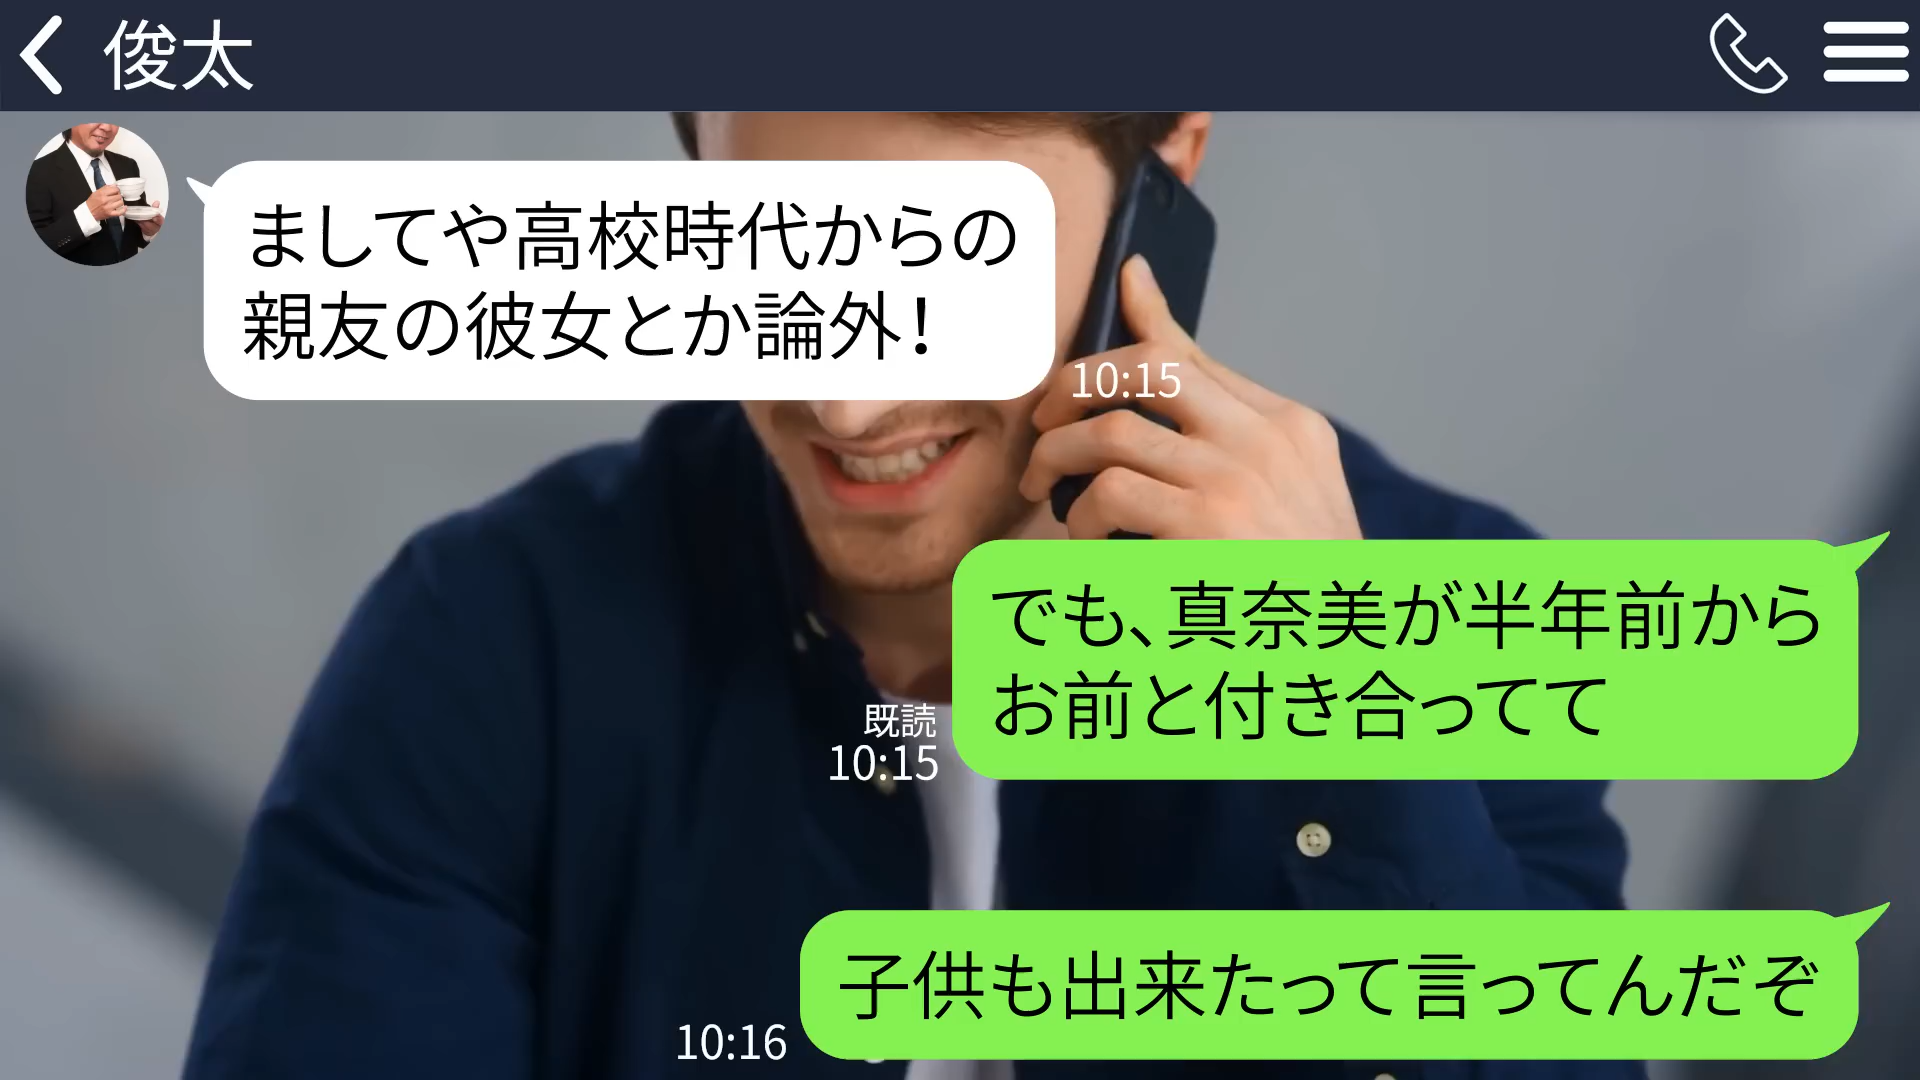 俊太
ましてや高校時代からの
親友の彼女とか論外！
10:15
でも、真奈美が半年前から
お前と付き合ってて
既読
10:15
子供も出来たって言ってんだぞ
10:16